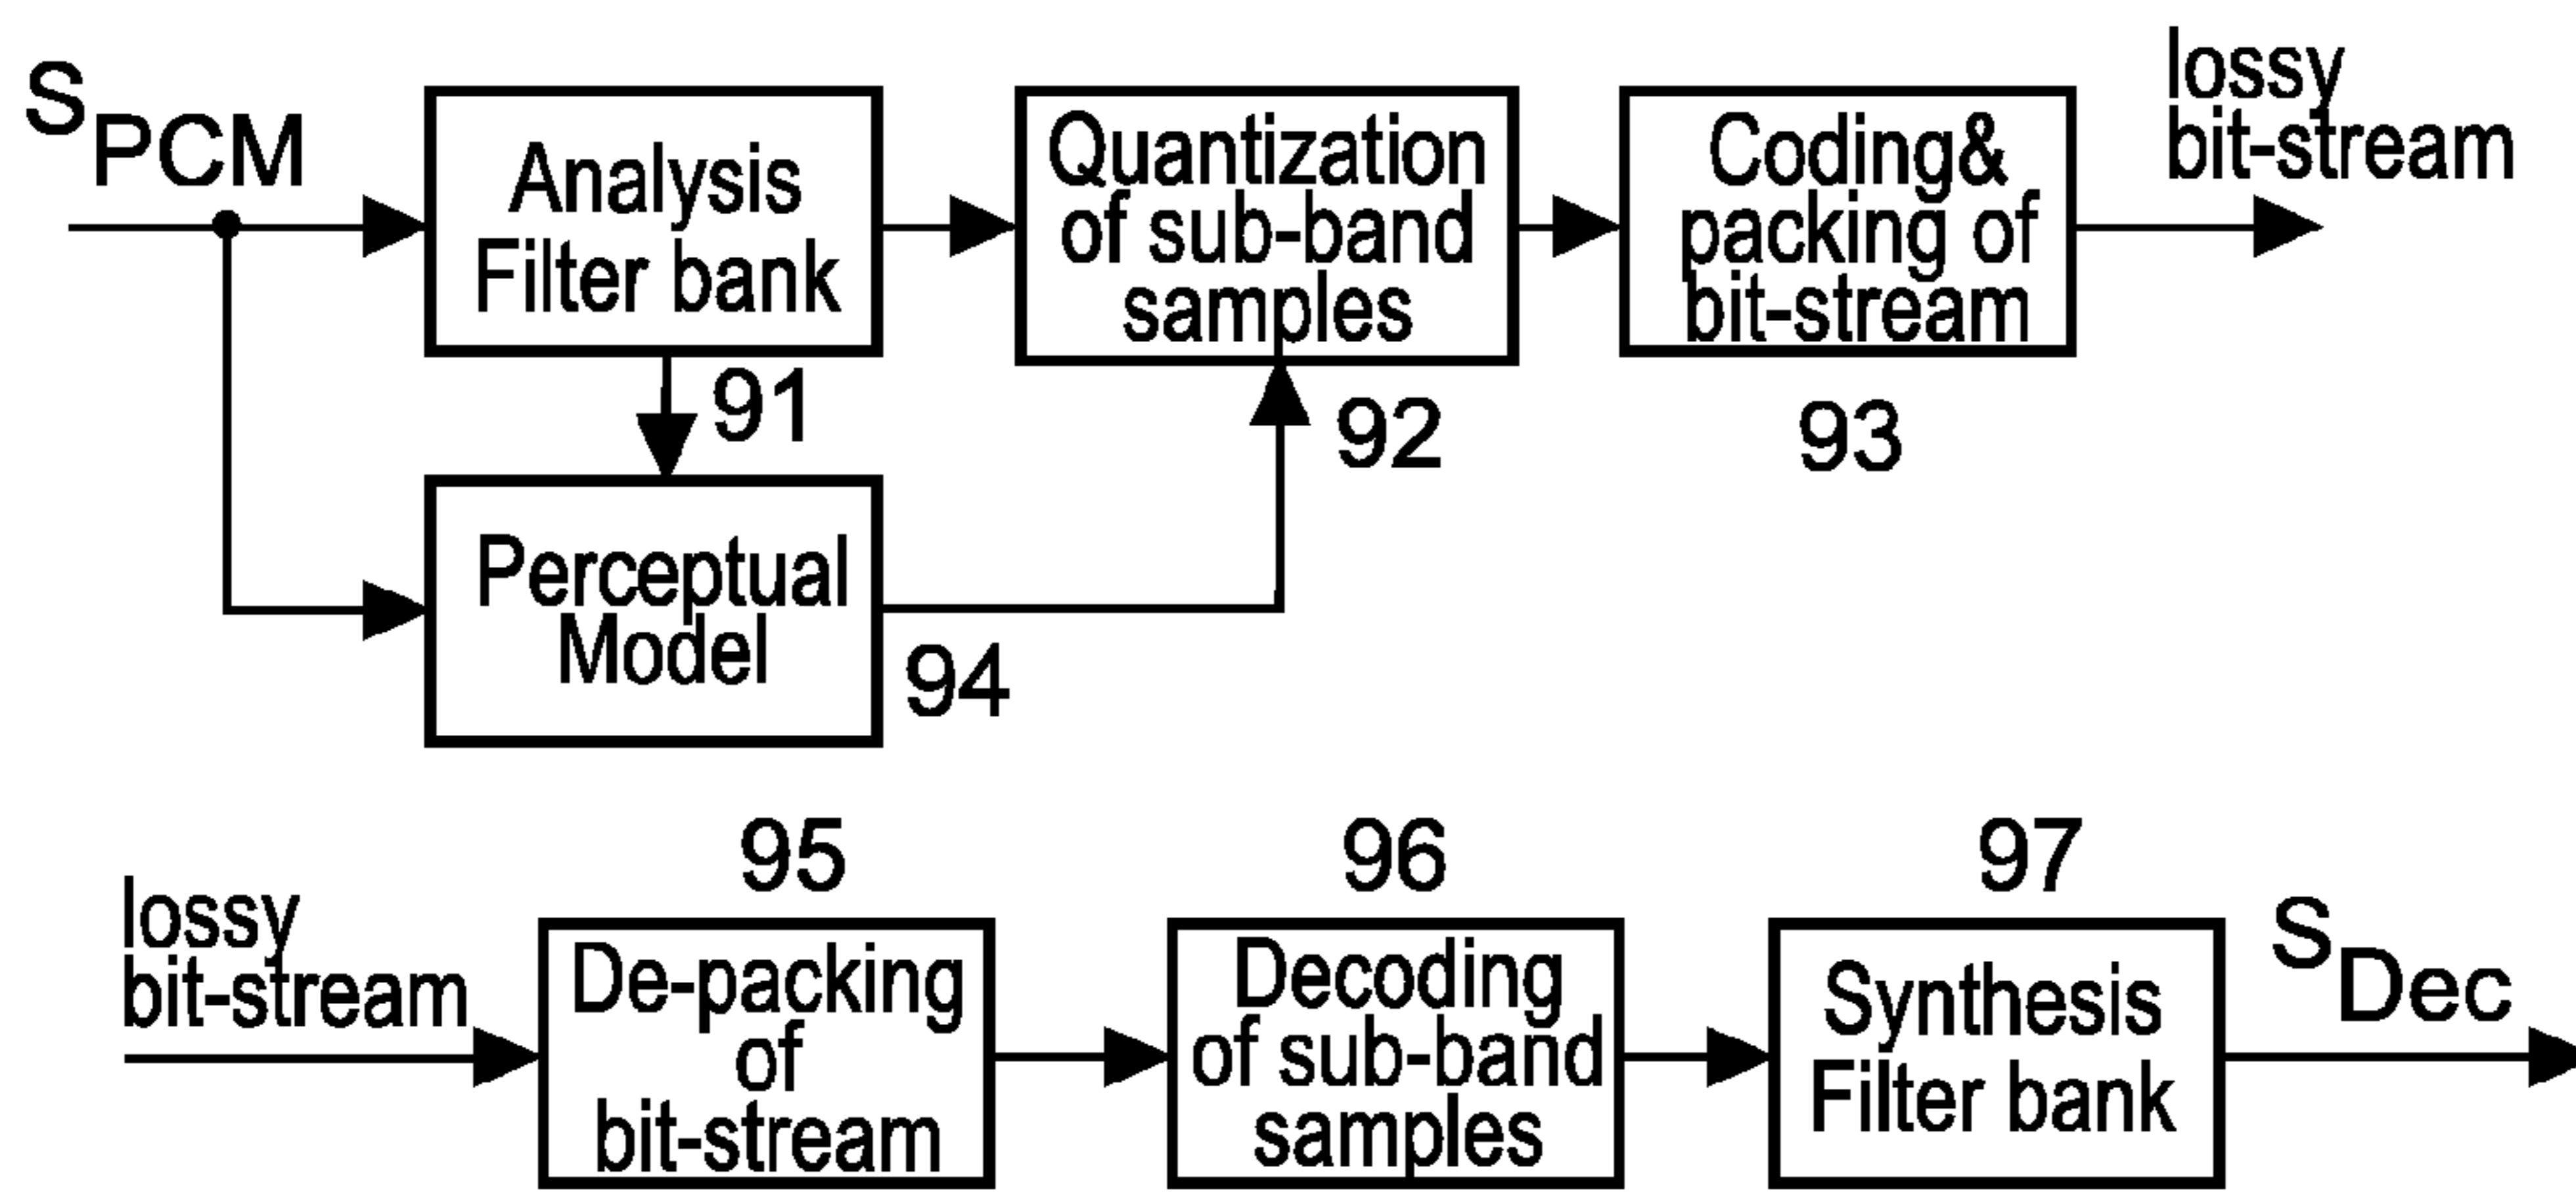 S PCM
Analysis
Filter bank
91
Quantization
of sub-band
samples
92
Coding&
packing of
bit-stream
93
lossy
bit-stream
Perceptual
Model
94
lossy
bit-stream
95
De-packing
of
bit-stream
96
Decoding
of sub-band
samples
97
Synthesis
Filter bank
S Dec